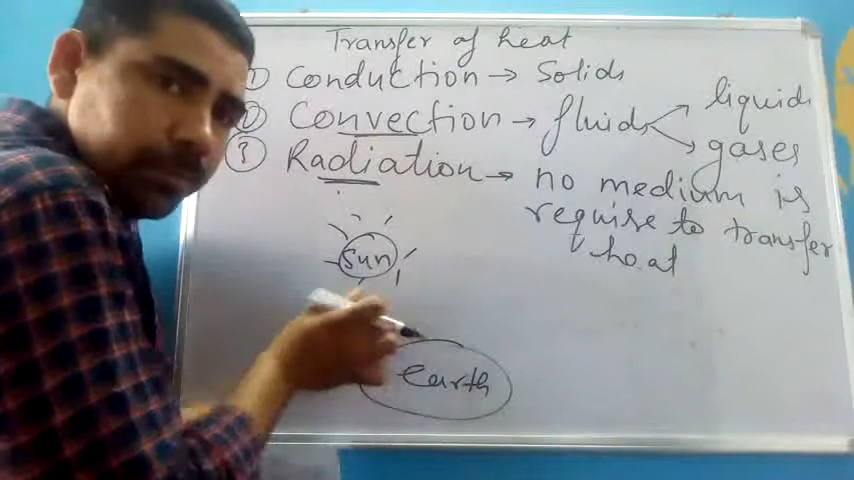 Transfer of heat
① Conduction → Solids
② Convection → fluids liquid gases
③ Radiation → no medium is
require to transfer
heat
Sun
earth